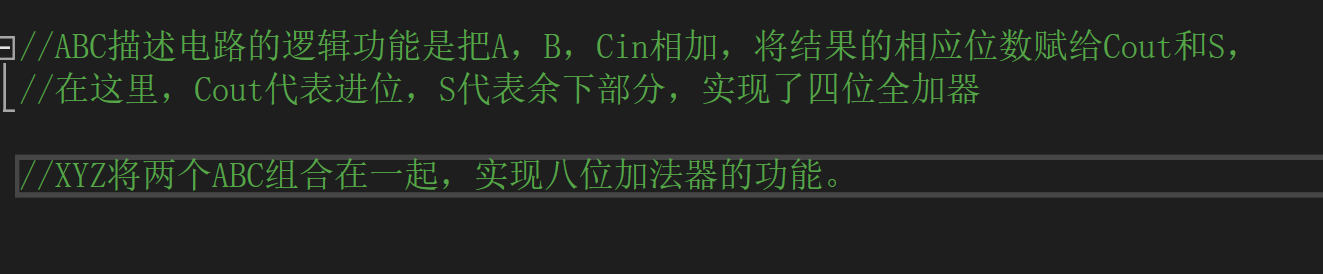 //ABC描述电路的逻辑功能是把A，B，Cin相加，将结果的相应位数赋给Cout和S，
//在这里，Cout代表进位，S代表余下部分，实现了四位全加器
//XYZ将两个ABC组合在一起，实现八位加法器的功能。